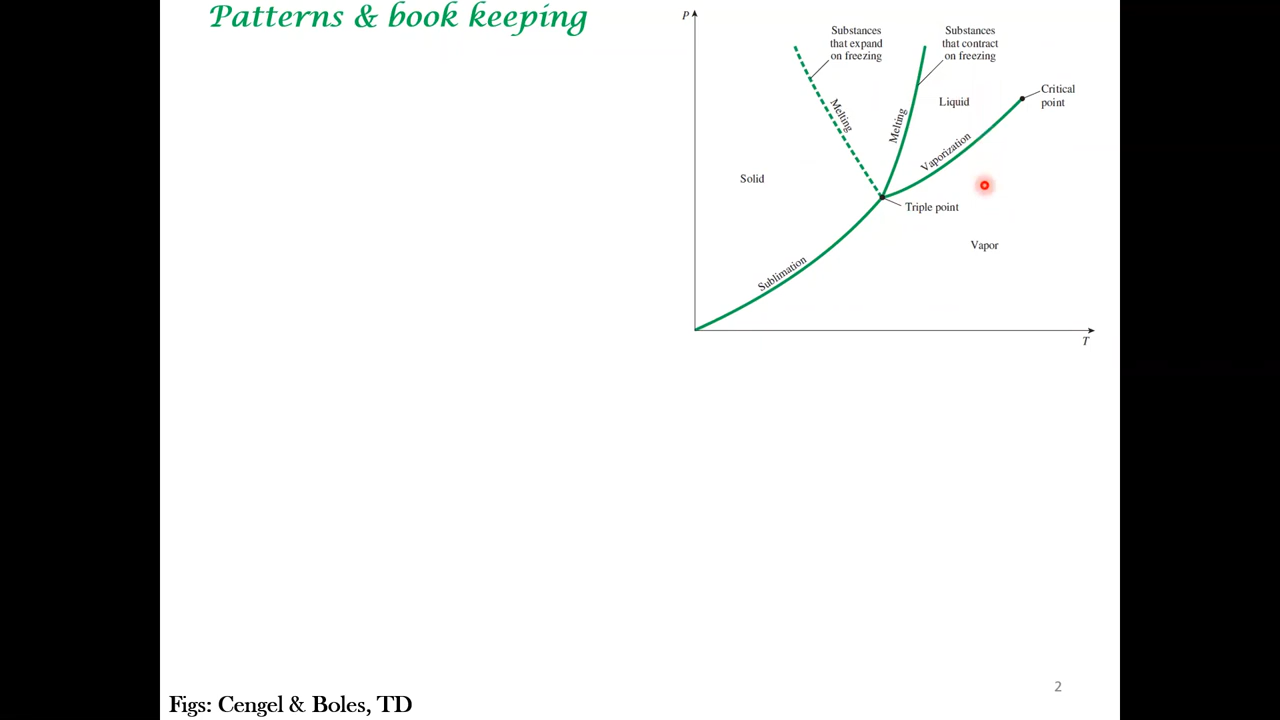 Patterns & book keeping
P
Substances
that expand
on freezing
Substances
that contract
on freezing
Critical
point
Melting
Melting
Liquid
Vaporization
Solid
Triple point
Vapor
Sublimation
T
2
Figs: Cengel & Boles, TD